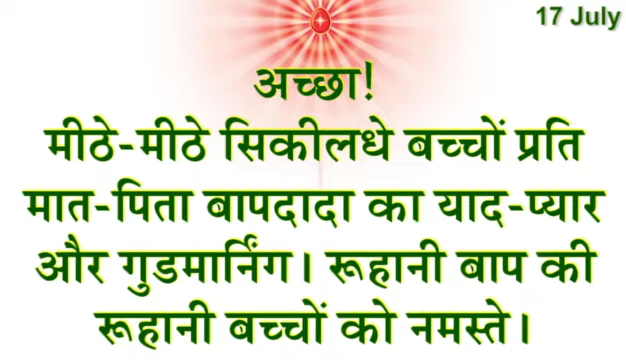 17 July
अच्छा!
मीठे-मीठे सिकीलधे बच्चों प्रति
मात-पिता बापदादा का याद-प्यार
और गुडमार्निंग। रूहानी बाप की
रूहानी बच्चों को नमस्ते।